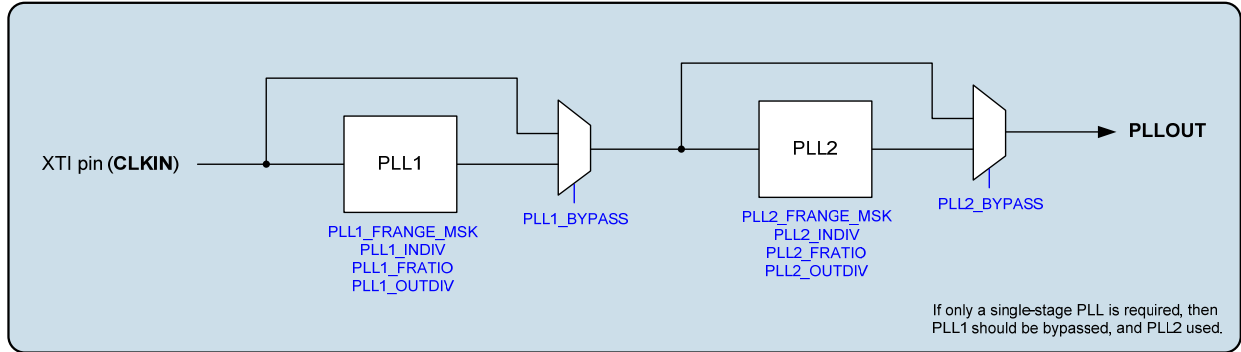 XTI pin (CLKIN)
PLL1
PLL1_FRANGE_MSK
PLL1_INDIV
PLL1_FRATIO
PLL1_OUTDIV
PLL1_BYPASS
PLL2
PLL2_FRANGE_MSK
PLL2_INDIV
PLL2_FRATIO
PLL2_OUTDIV
PLL2_BYPASS
PLLOUT
If only a single-stage PLL is required, then
PLL1 should be bypassed, and PLL2 used.